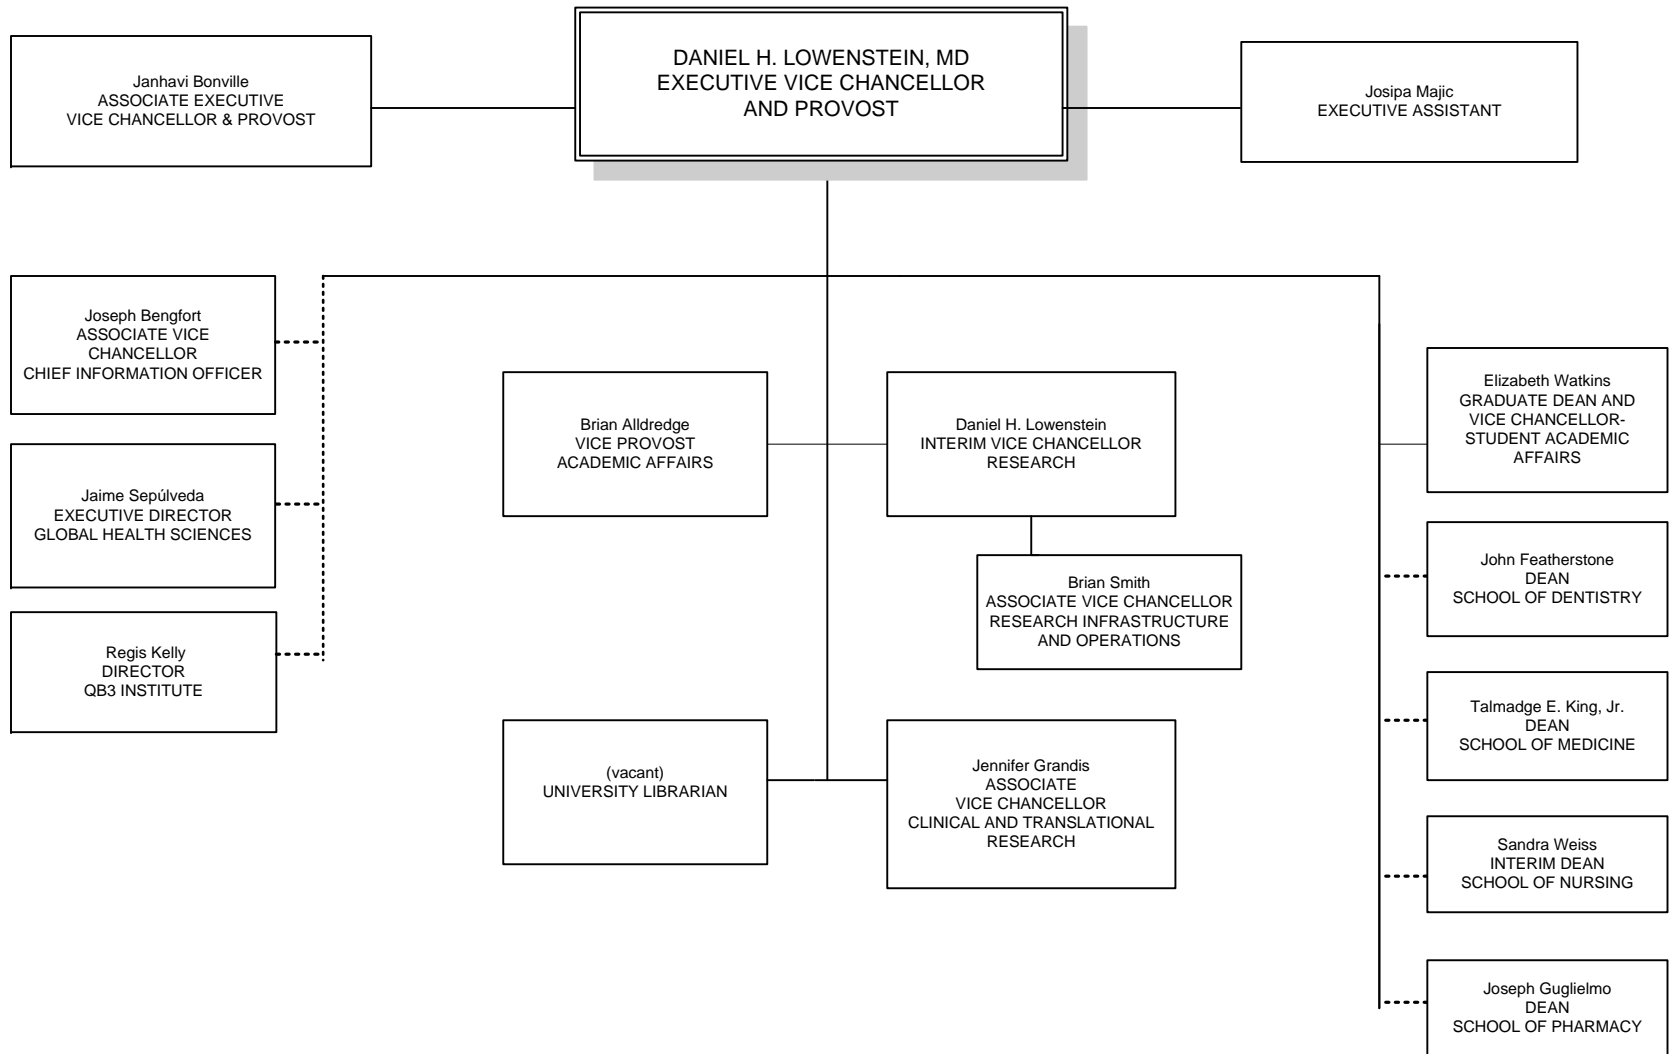 Janhavi Bonville
ASSOCIATE EXECUTIVE
VICE CHANCELLOR & PROVOST
DANIEL H. LOWENSTEIN, MD
EXECUTIVE VICE CHANCELLOR
AND PROVOST
Josipa Majic
EXECUTIVE ASSISTANT
Joseph Bengfort
ASSOCIATE VICE
CHANCELLOR
CHIEF INFORMATION OFFICER
Jaime Sepúlveda
EXECUTIVE DIRECTOR
GLOBAL HEALTH SCIENCES
Regis Kelly
DIRECTOR
QB3 INSTITUTE
Brian Alldredge
VICE PROVOST
ACADEMIC AFFAIRS
Daniel H. Lowenstein
INTERIM VICE CHANCELLOR
RESEARCH
Brian Smith
ASSOCIATE VICE CHANCELLOR
RESEARCH INFRASTRUCTURE
AND OPERATIONS
(vacant)
UNIVERSITY LIBRARIAN
Jennifer Grandis
ASSOCIATE
VICE CHANCELLOR
CLINICAL AND TRANSLATIONAL
RESEARCH
Elizabeth Watkins
GRADUATE DEAN AND
VICE CHANCELLOR-
STUDENT ACADEMIC
AFFAIRS
John Featherstone
DEAN
SCHOOL OF DENTISTRY
Talmadge E. King, Jr.
DEAN
SCHOOL OF MEDICINE
Sandra Weiss
INTERIM DEAN
SCHOOL OF NURSING
Joseph Guglielmo
DEAN
SCHOOL OF PHARMACY